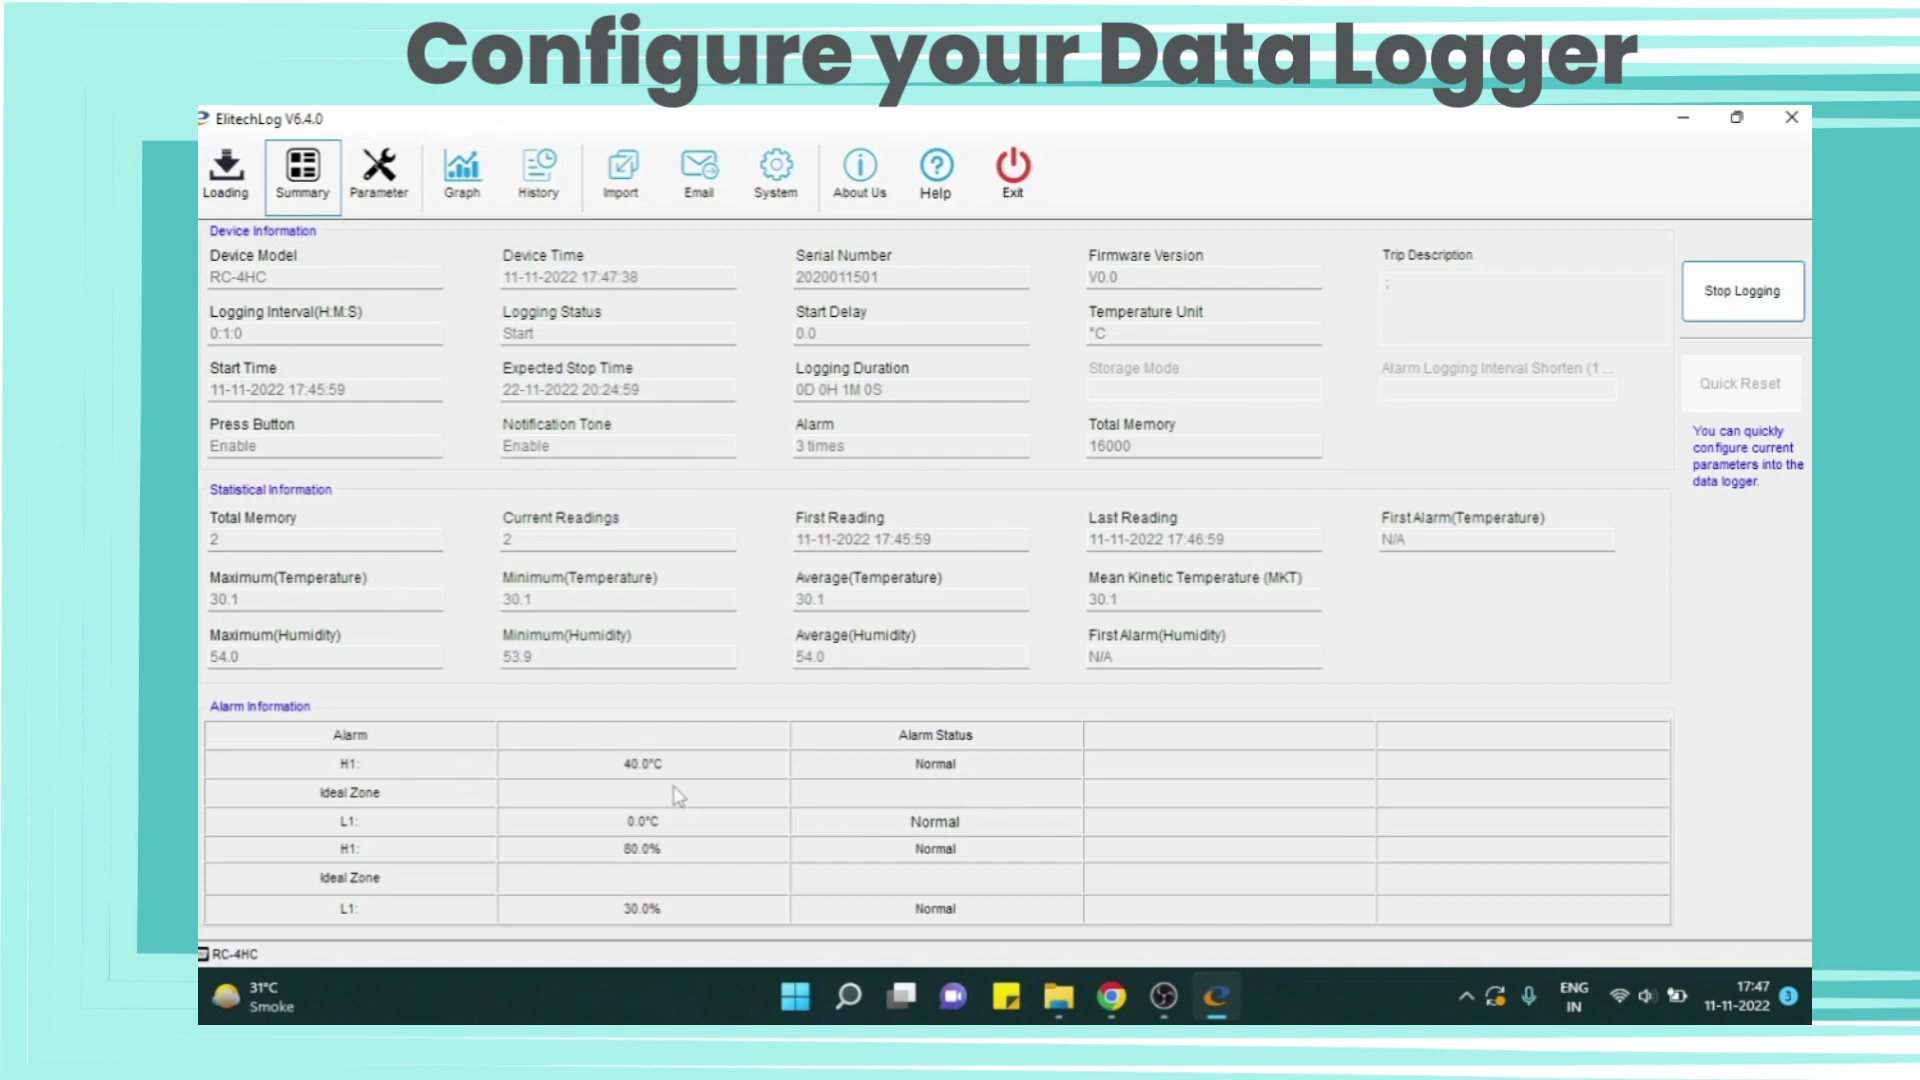 Configure your Data Logger
ElitechLog V6.4.0
Loading Summary Parameter Graph History Import Email System About Us Help Exit
Device Information
Device Model Device Time Serial Number Firmware Version Trip Description
RC-4HC 11-11-2022 17:47:38 2020011501 V0.0 ;
Stop Logging
Logging Interval(H:M:S) Logging Status Start Delay Temperature Unit
0:1:0 Start 0.0 °C
Start Time Expected Stop Time Logging Duration Storage Mode Alarm Logging Interval Shorten (1 ...
11-11-2022 17:45:59 22-11-2022 20:24:59 0D 0H 1M 0S
Quick Reset
Press Button Notification Tone Alarm Total Memory
Enable Enable 3 times 16000
You can quickly
configure current
parameters into the
data logger.
Statistical Information
Total Memory Current Readings First Reading Last Reading First Alarm(Temperature)
2 2 11-11-2022 17:45:59 11-11-2022 17:46:59 N/A
Maximum(Temperature) Minimum(Temperature) Average(Temperature) Mean Kinetic Temperature (MKT)
30.1 30.1 30.1 30.1
Maximum(Humidity) Minimum(Humidity) Average(Humidity) First Alarm(Humidity)
54.0 53.9 54.0 N/A
Alarm Information
Alarm Alarm Status
H1: 40.0°C Normal
Ideal Zone
L1: 0.0°C Normal
H1: 80.0% Normal
Ideal Zone
L1: 30.0% Normal
RC-4HC
31°C
Smoke
ENG
IN
17:47
11-11-2022
3